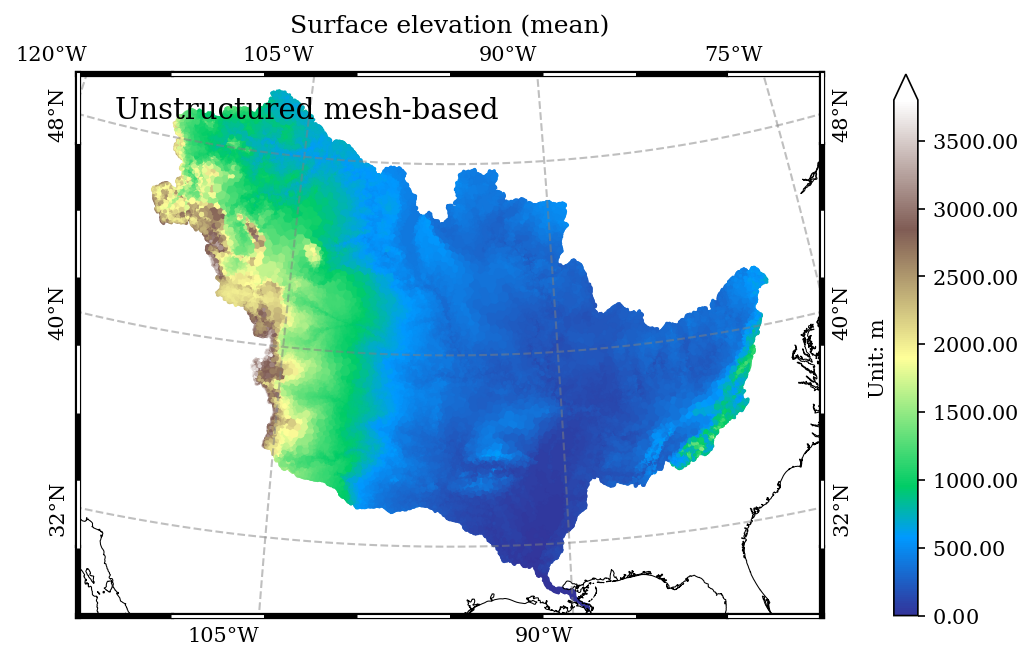 Surface elevation (mean)
120°W 105°W 90°W 75°W
Unstructured mesh-based
48°N 48°N
40°N 40°N
32°N 32°N
105°W 90°W
Unit: m
3500.00
3000.00
2500.00
2000.00
1500.00
1000.00
500.00
0.00